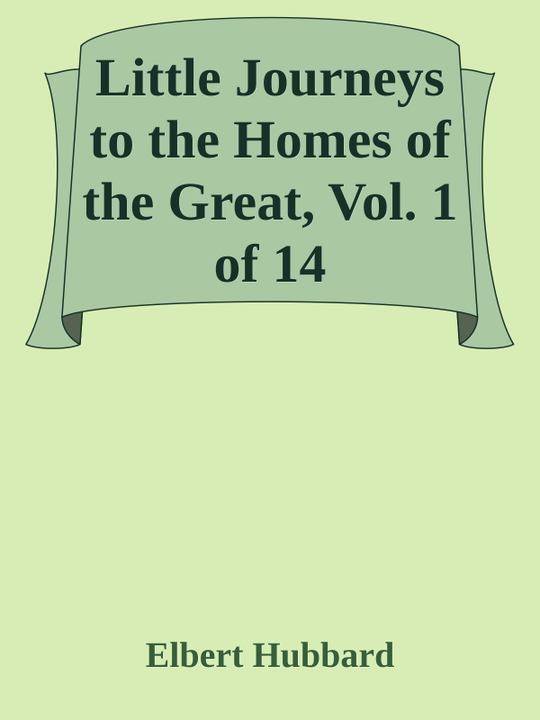 Little Journeys
to the Homes of
the Great, Vol. 1
of 14
Elbert Hubbard